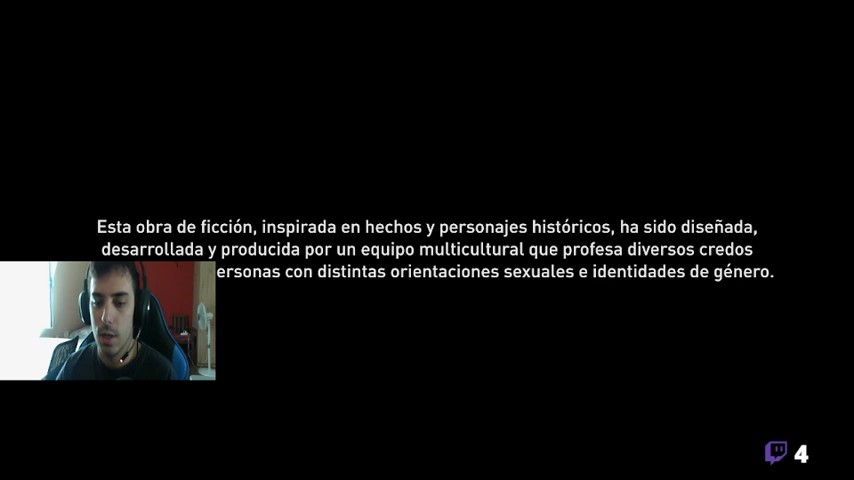 Esta obra de ficción, inspirada en hechos y personajes históricos, ha sido diseñada,
desarrollada y producida por un equipo multicultural que profesa diversos credos
ersonas con distintas orientaciones sexuales e identidades de género.
4